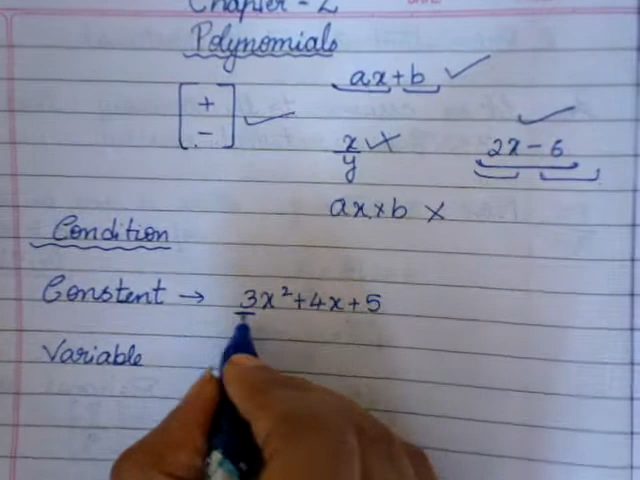 Chapter - 2
Polynomials
ax+b ✓
[+ -] ✓
x/y ✗
2x - 6 ✓
ax×b ✗
Condition
Constent → 3x²+4x+5
Variable